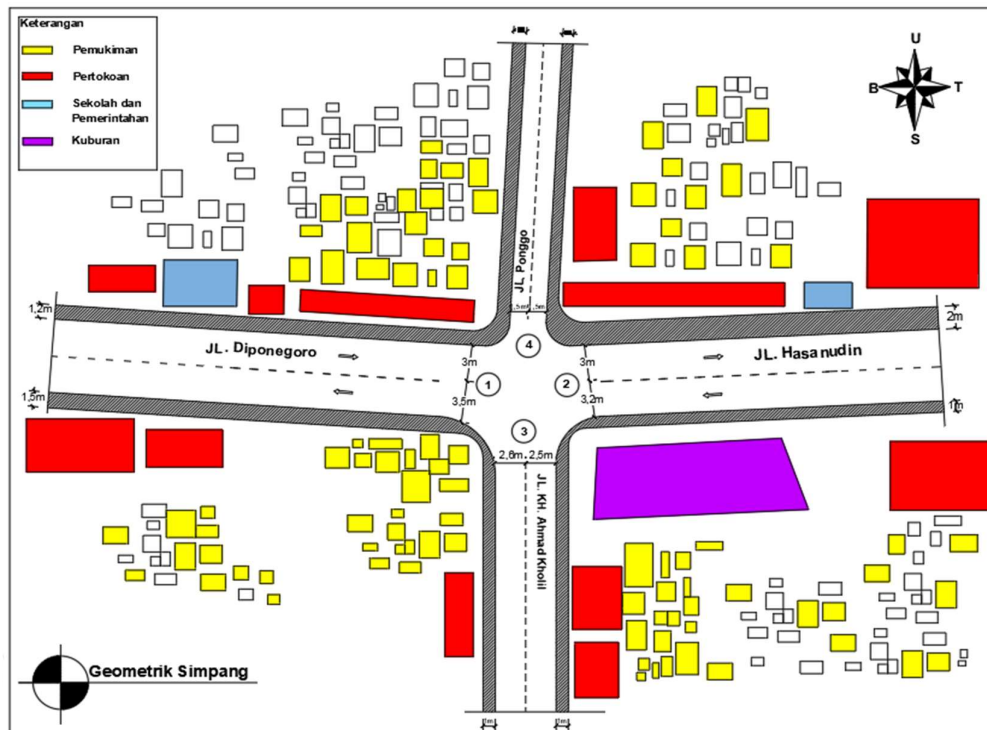 Keterangan
Pemukiman
Pertokoan
Sekolah dan
Pemerintahan
Kuburan
U
B
T
S
JL. Ponggo
1,2m
2m
JL. Diponegoro
JL. Hasanudin
4
3m
3m
1
2
3,5m
3,2m
1,5m
1m
3
2,6m
2,5m
JL. KH. Ahmad Kholil
Geometrik Simpang
1m
1m